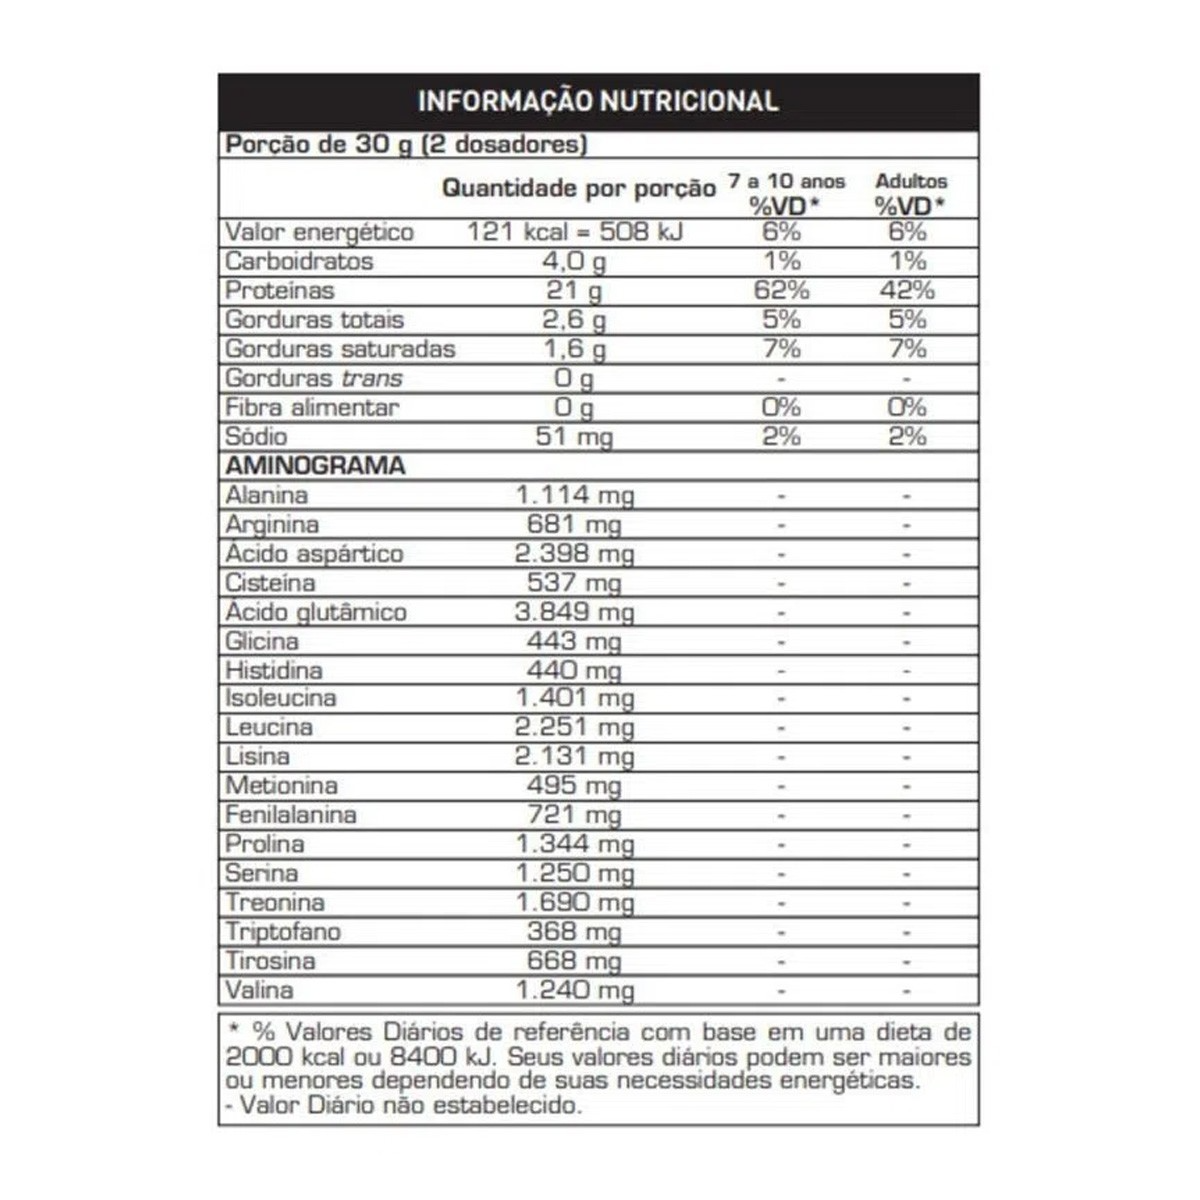 INFORMAÇÃO NUTRICIONAL
Porção de 30 g (2 dosadores)
Quantidade por porção 7 a 10 anos %VD* Adultos %VD*
Valor energético 121 kcal = 508 kJ 6% 6%
Carboidratos 4,0 g 1% 1%
Proteínas 21 g 62% 42%
Gorduras totais 2,6 g 5% 5%
Gorduras saturadas 1,6 g 7% 7%
Gorduras trans 0 g - -
Fibra alimentar 0 g 0% 0%
Sódio 51 mg 2% 2%
AMINOGRAMA
Alanina 1.114 mg - -
Arginina 681 mg - -
Ácido aspártico 2.398 mg - -
Cisteína 537 mg - -
Ácido glutâmico 3.849 mg - -
Glicina 443 mg - -
Histidina 440 mg - -
Isoleucina 1.401 mg - -
Leucina 2.251 mg - -
Lisina 2.131 mg - -
Metionina 495 mg - -
Fenilalanina 721 mg - -
Prolina 1.344 mg - -
Serina 1.250 mg - -
Treonina 1.690 mg - -
Triptofano 368 mg - -
Tirosina 668 mg - -
Valina 1.240 mg - -
* % Valores Diários de referência com base em uma dieta de
2000 kcal ou 8400 kJ. Seus valores diários podem ser maiores
ou menores dependendo de suas necessidades energéticas.
- Valor Diário não estabelecido.